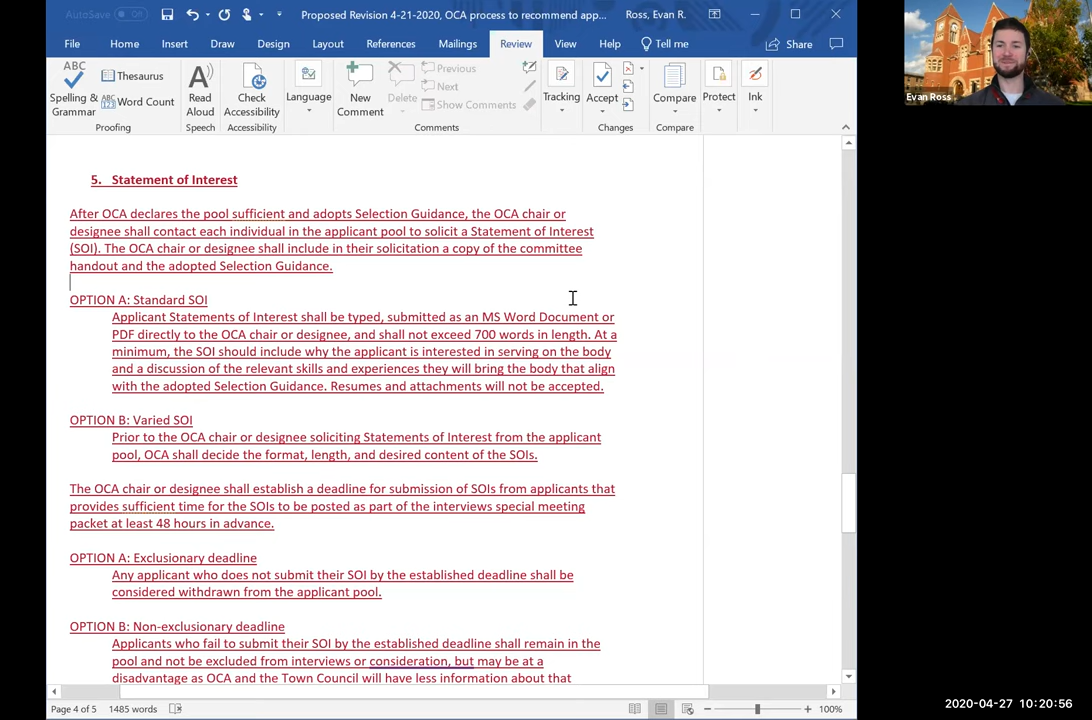 AutoSave Off
Proposed Revision 4-21-2020, OCA process to recommend app...
Ross, Evan R.
File Home Insert Draw Design Layout References Mailings Review View Help Tell me Share
ABC
Spelling & Grammar
Thesaurus
ABC 123 Word Count
Proofing
Read Aloud
Speech
Check Accessibility
Accessibility
Language
New Comment
Delete
Previous
Next
Show Comments
Comments
Tracking
Accept
Changes
Compare
Compare
Protect
Ink
Evan Ross
5. Statement of Interest
After OCA declares the pool sufficient and adopts Selection Guidance, the OCA chair or
designee shall contact each individual in the applicant pool to solicit a Statement of Interest
(SOI). The OCA chair or designee shall include in their solicitation a copy of the committee
handout and the adopted Selection Guidance.
OPTION A: Standard SOI
Applicant Statements of Interest shall be typed, submitted as an MS Word Document or
PDF directly to the OCA chair or designee, and shall not exceed 700 words in length. At a
minimum, the SOI should include why the applicant is interested in serving on the body
and a discussion of the relevant skills and experiences they will bring the body that align
with the adopted Selection Guidance. Resumes and attachments will not be accepted.
OPTION B: Varied SOI
Prior to the OCA chair or designee soliciting Statements of Interest from the applicant
pool, OCA shall decide the format, length, and desired content of the SOIs.
The OCA chair or designee shall establish a deadline for submission of SOIs from applicants that
provides sufficient time for the SOIs to be posted as part of the interviews special meeting
packet at least 48 hours in advance.
OPTION A: Exclusionary deadline
Any applicant who does not submit their SOI by the established deadline shall be
considered withdrawn from the applicant pool.
OPTION B: Non-exclusionary deadline
Applicants who fail to submit their SOI by the established deadline shall remain in the
pool and not be excluded from interviews or consideration, but may be at a
disadvantage as OCA and the Town Council will have less information about that
Page 4 of 5 1485 words 100%
2020-04-27 10:20:56